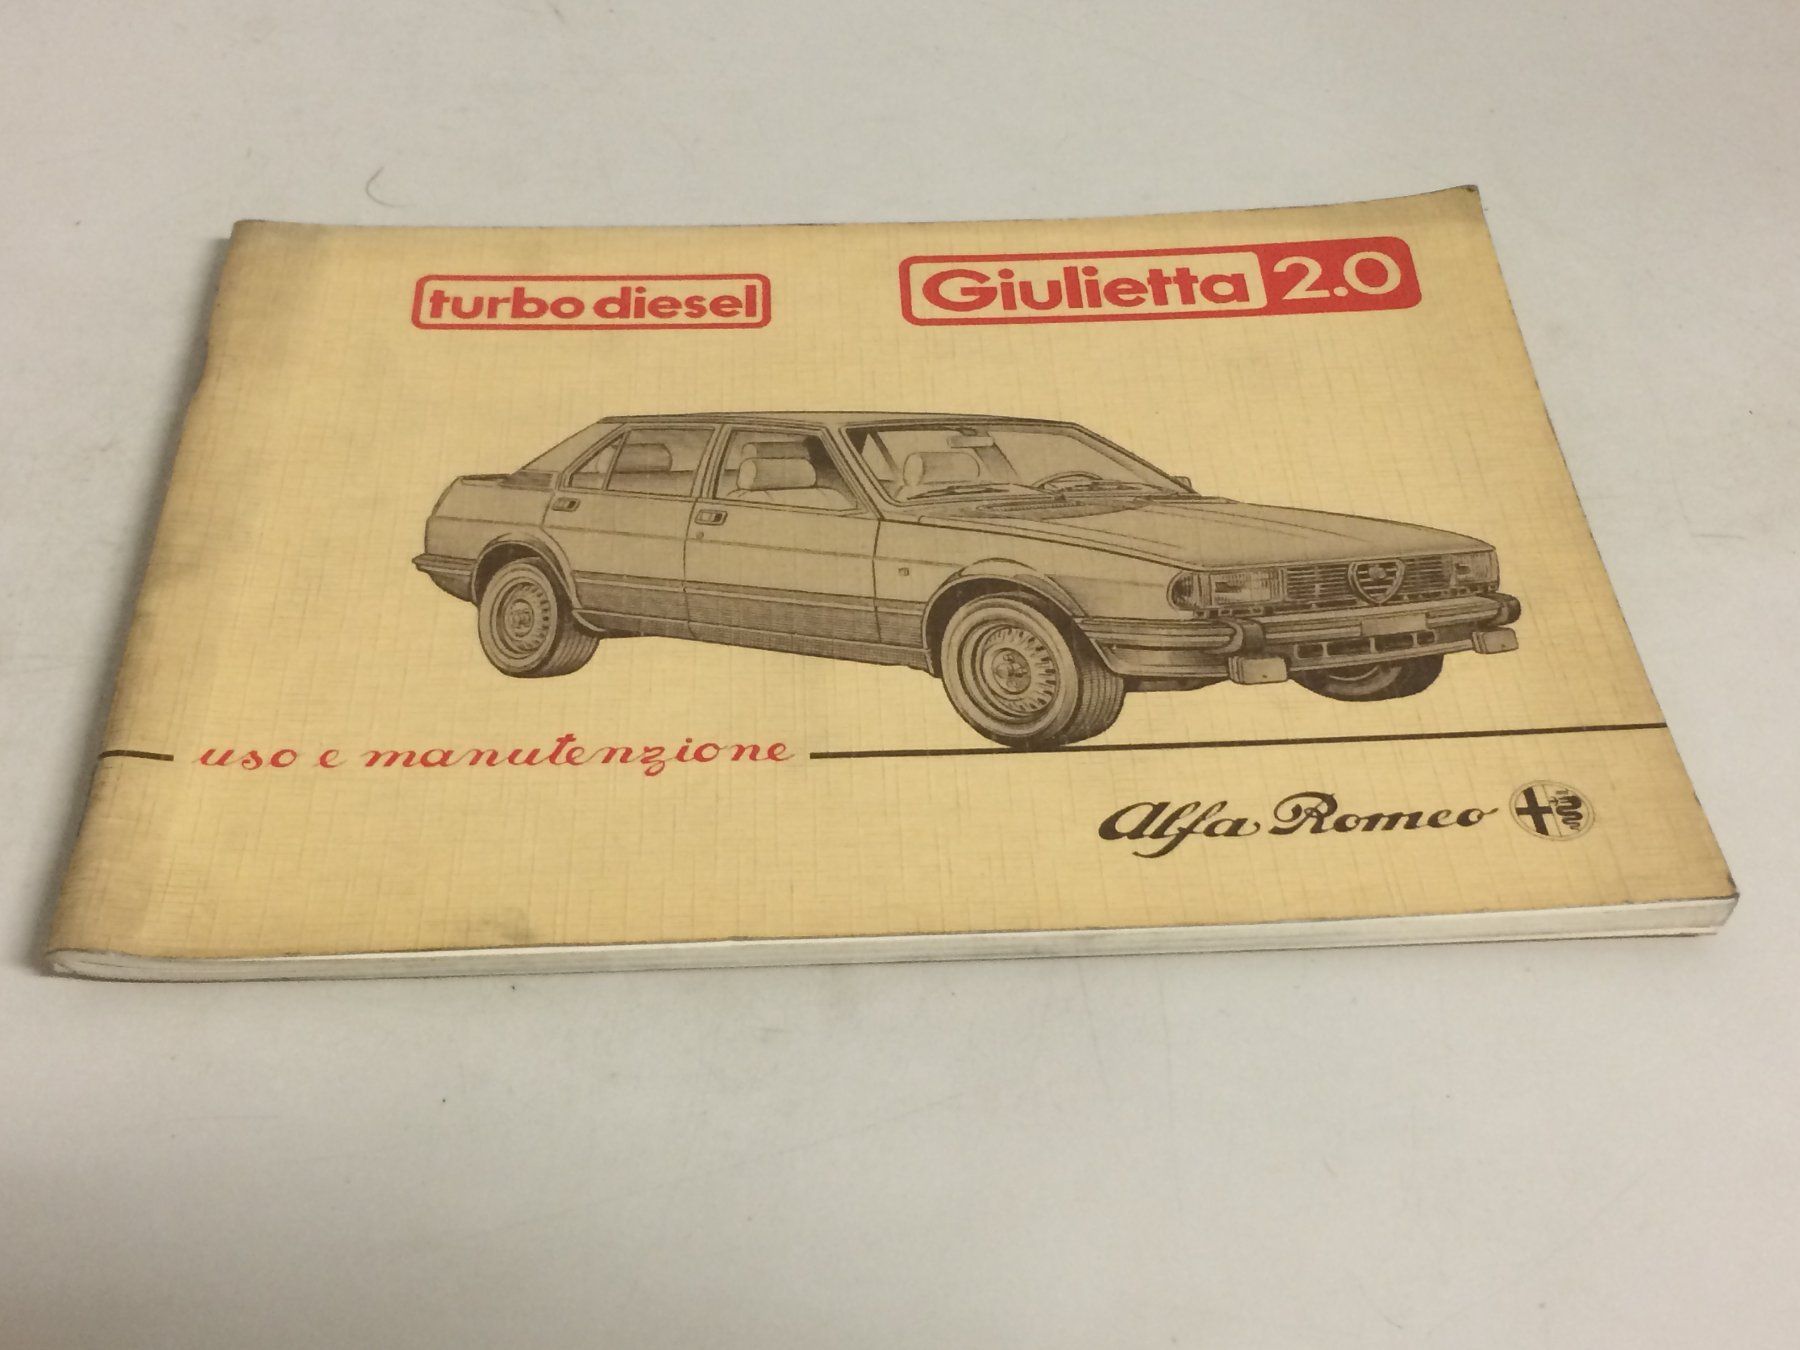 turbo diesel
Giulietta 2.0
uso e manutenzione
Alfa Romeo